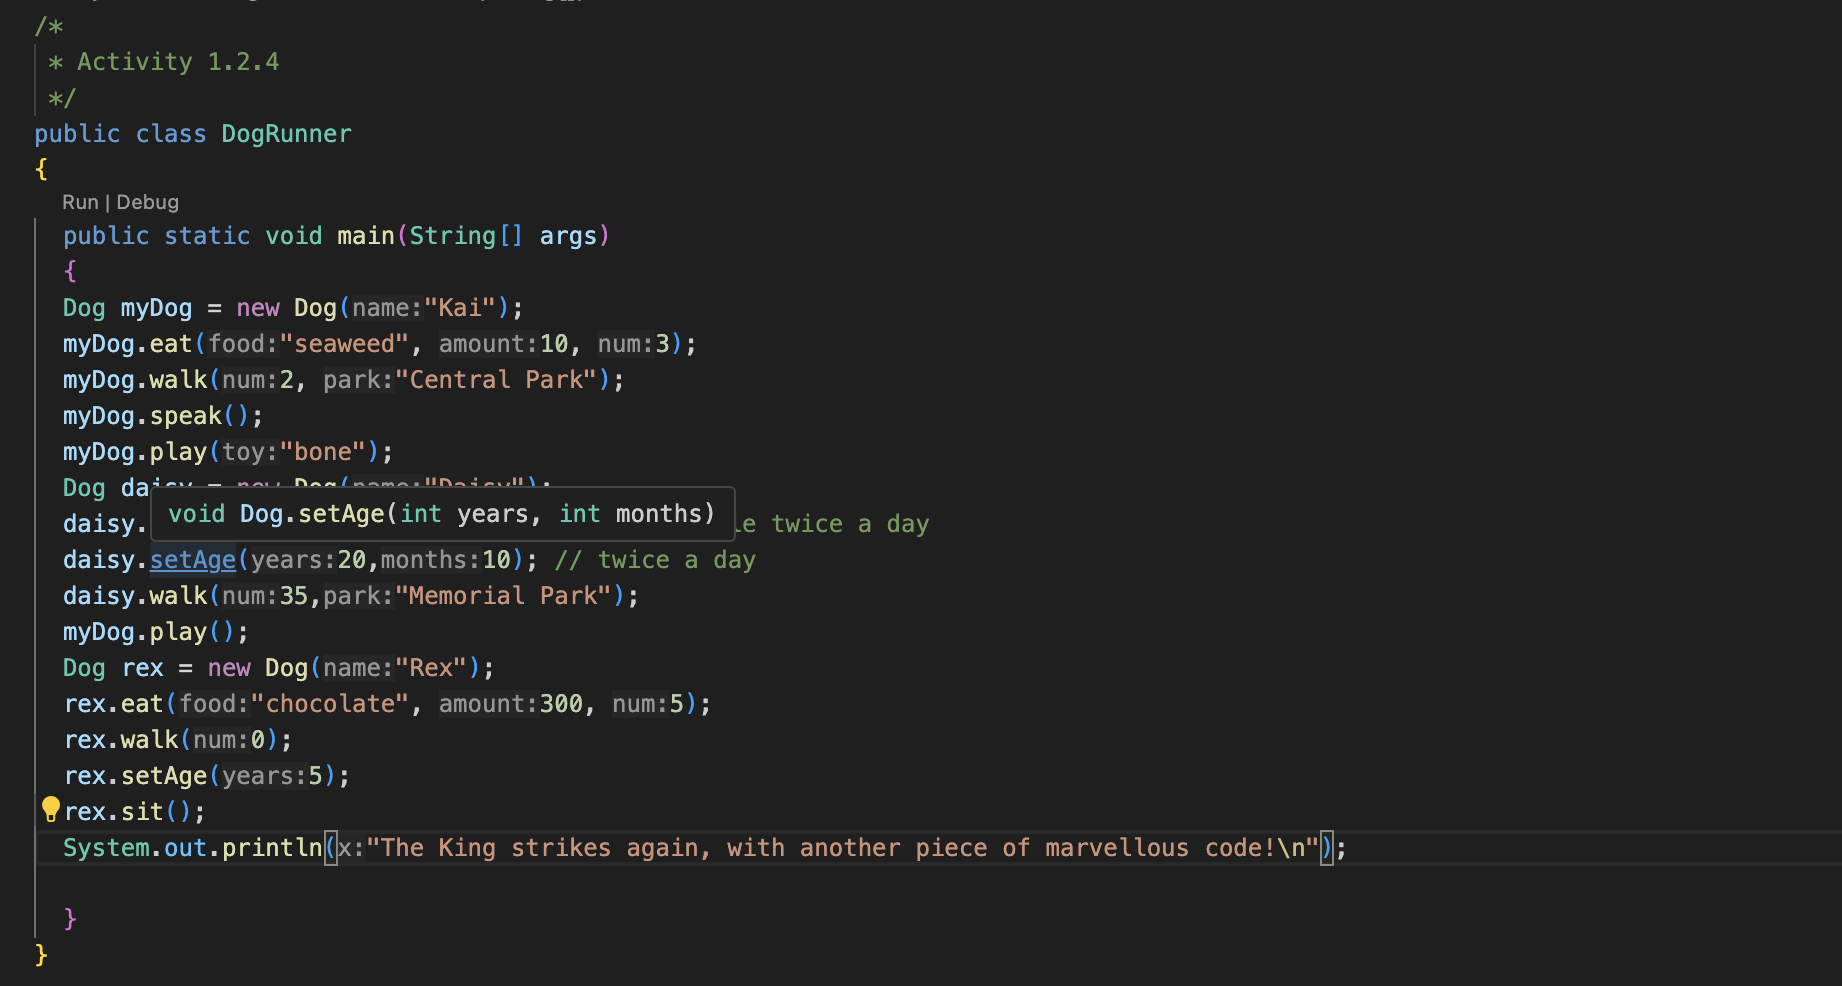 /*
* Activity 1.2.4
*/
public class DogRunner
{
Run | Debug
public static void main(String[] args)
{
Dog myDog = new Dog(name:"Kai");
myDog.eat(food:"seaweed", amount:10, num:3);
myDog.walk(num:2, park:"Central Park");
myDog.speak();
myDog.play(toy:"bone");
Dog daisy = new Dog(name:"Daisy");
void Dog.setAge(int years, int months)
daisy. twice a day
daisy.setAge(years:20,months:10); // twice a day
daisy.walk(num:35,park:"Memorial Park");
myDog.play();
Dog rex = new Dog(name:"Rex");
rex.eat(food:"chocolate", amount:300, num:5);
rex.walk(num:0);
rex.setAge(years:5);
rex.sit();
System.out.println(x:"The King strikes again, with another piece of marvellous code!\n");
}
}